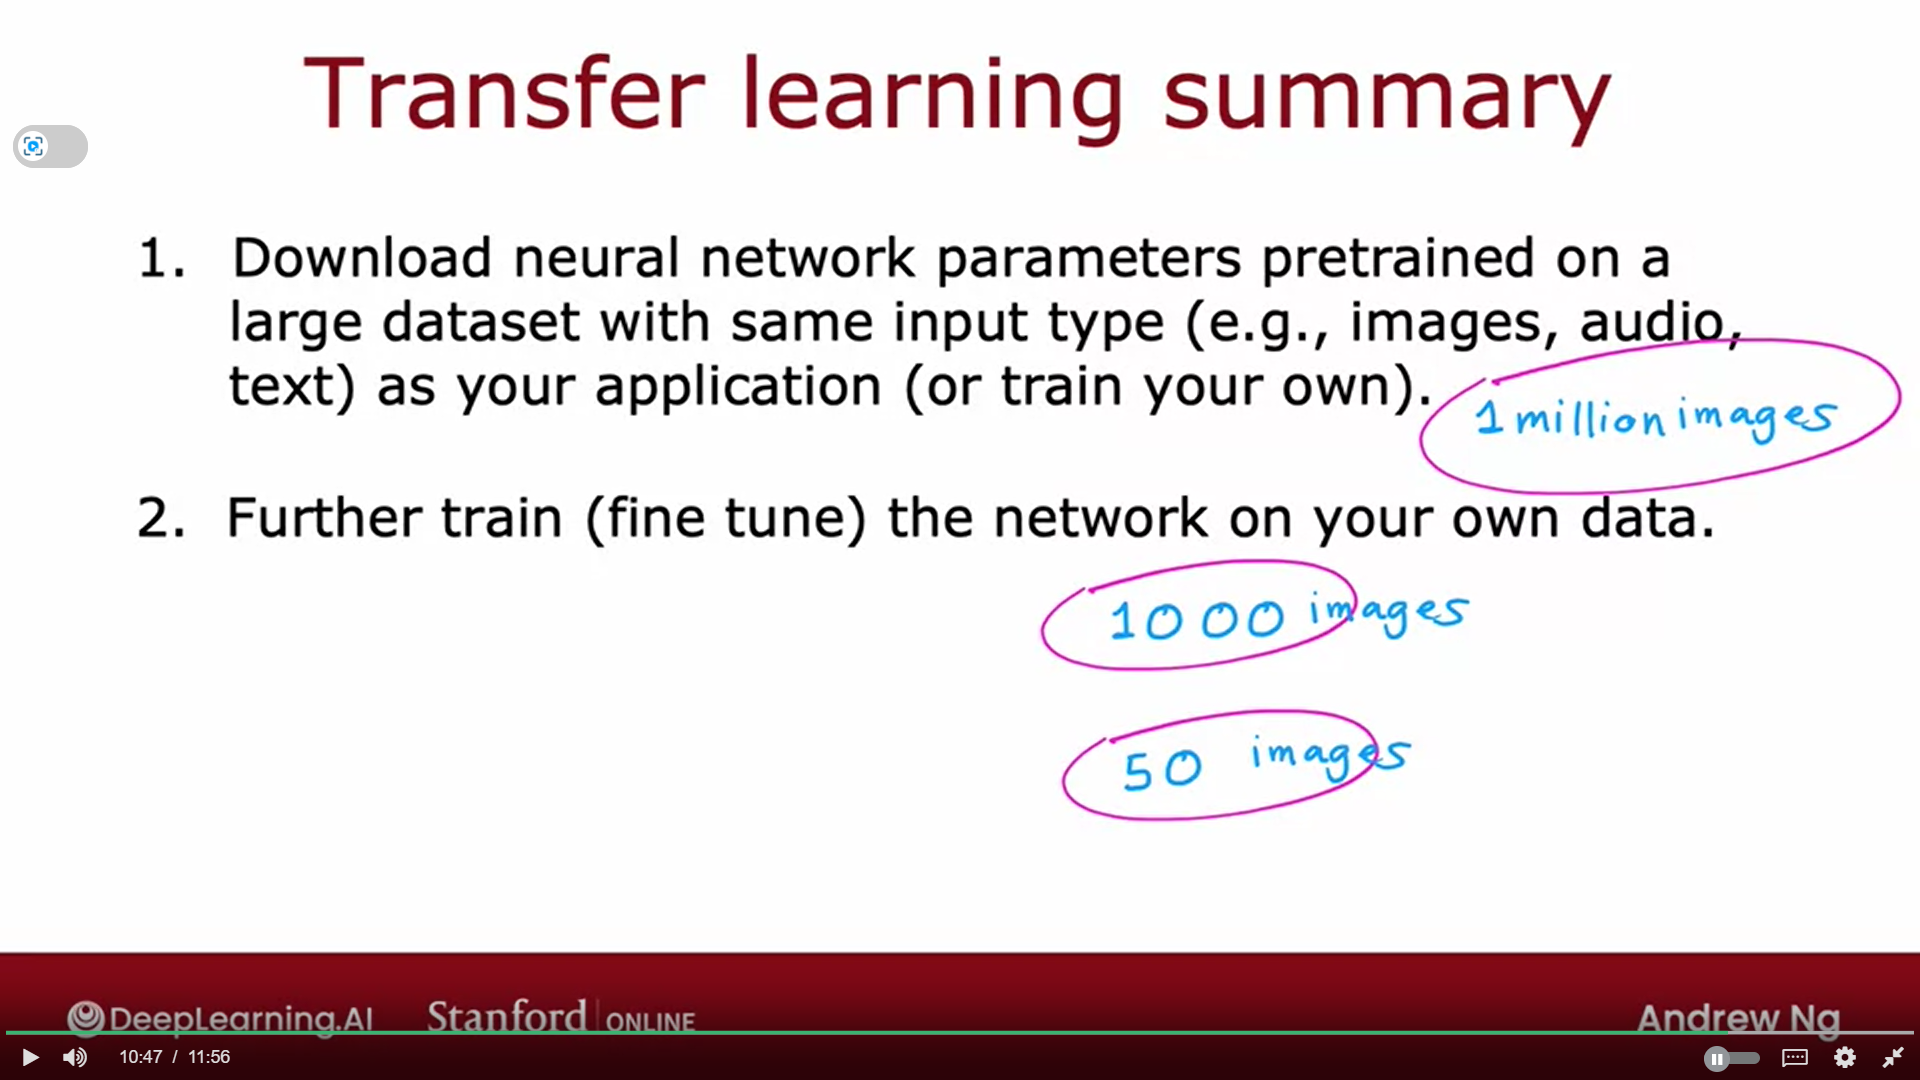 Transfer learning summary
1. Download neural network parameters pretrained on a
large dataset with same input type (e.g., images, audio,
text) as your application (or train your own).
1 million images
2. Further train (fine tune) the network on your own data.
1000 images
50 images
DeepLearning.AI Stanford ONLINE Andrew Ng
10:47 / 11:56